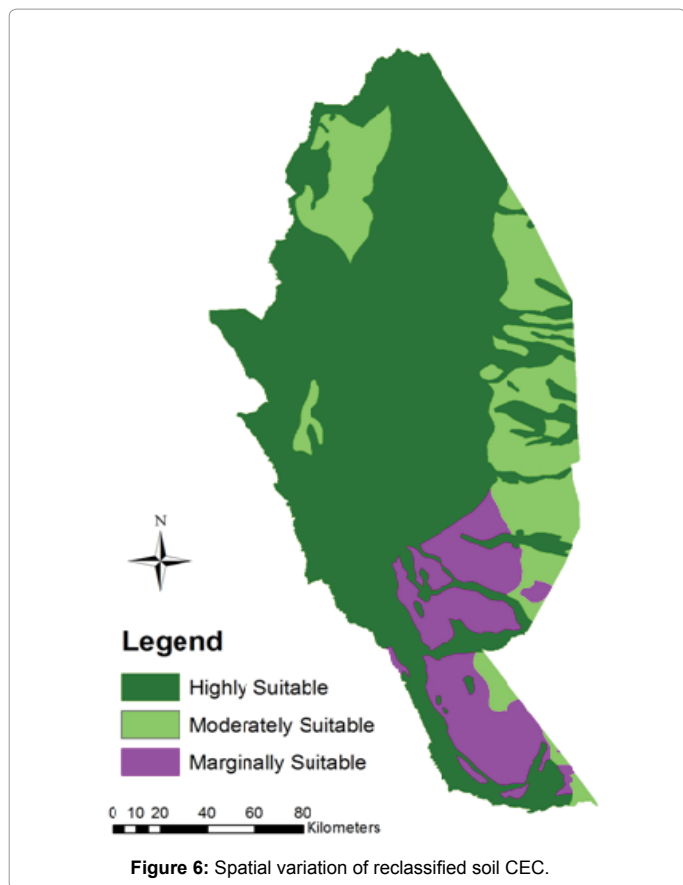 N
Legend
Highly Suitable
Moderately Suitable
Marginally Suitable
0 10 20 40 60 80
Kilometers
Figure 6: Spatial variation of reclassified soil CEC.